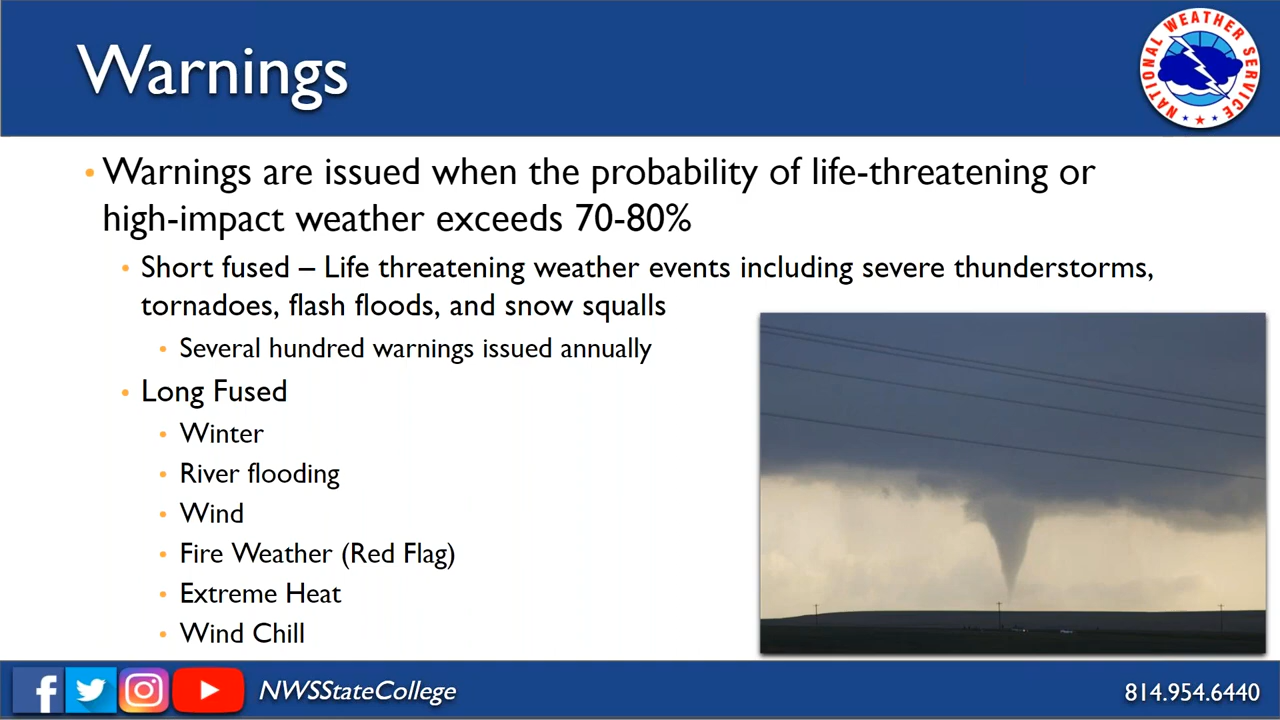 Warnings
NATIONAL WEATHER SERVICE
• Warnings are issued when the probability of life-threatening or
high-impact weather exceeds 70-80%
• Short fused – Life threatening weather events including severe thunderstorms,
tornadoes, flash floods, and snow squalls
• Several hundred warnings issued annually
• Long Fused
• Winter
• River flooding
• Wind
• Fire Weather (Red Flag)
• Extreme Heat
• Wind Chill
NWSStateCollege
814.954.6440